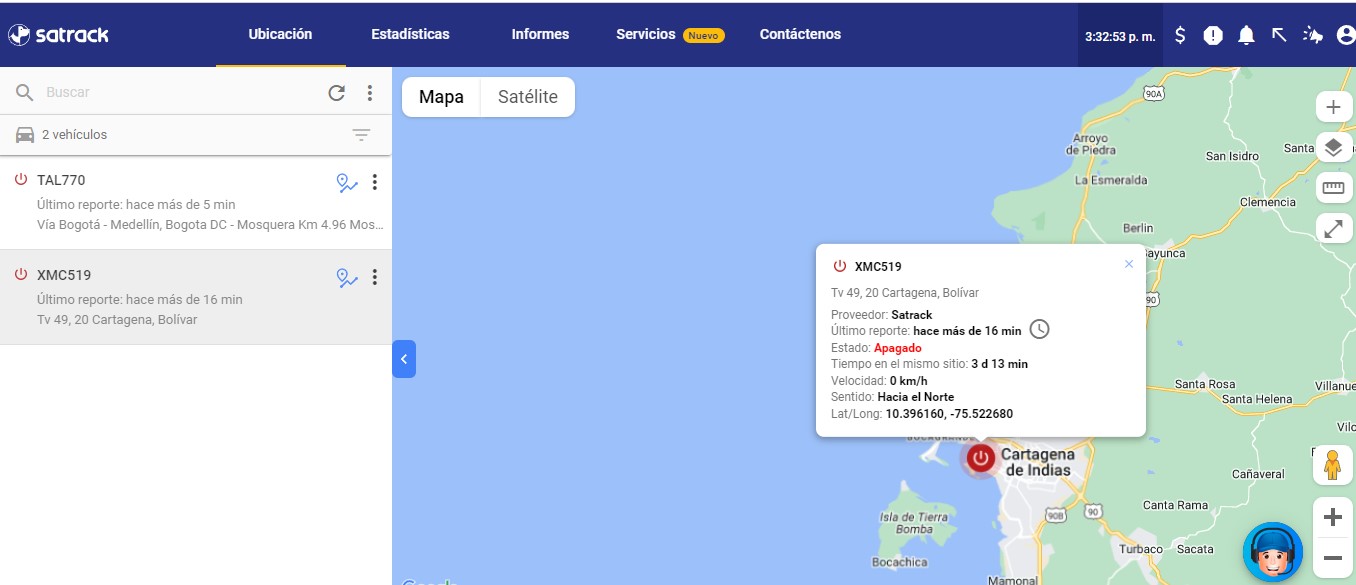 satrack
Ubicación
Estadísticas
Informes
Servicios Nuevo
Contáctenos
3:32:53 p. m.
Buscar
2 vehículos
TAL770
Último reporte: hace más de 5 min
Vía Bogotá - Medellín, Bogota DC - Mosquera Km 4.96 Mos...
XMC519
Último reporte: hace más de 16 min
Tv 49, 20 Cartagena, Bolívar
Mapa
Satélite
90A
Arroyo
de Piedra
San Isidro
Santa
La Esmeralda
Clemencia
Berlin
Bayunca
90
XMC519
Tv 49, 20 Cartagena, Bolívar
Proveedor: Satrack
Último reporte: hace más de 16 min
Estado: Apagado
Tiempo en el mismo sitio: 3 d 13 min
Velocidad: 0 km/h
Sentido: Hacia el Norte
Lat/Long: 10.396160, -75.522680
Santa Rosa
Santa Helena
Cartagena
de Indias
Cañaveral
Canta Rama
90B
90
Isla de Tierra
Bomba
Bocachica
Turbaco
Sacata
Mamonal